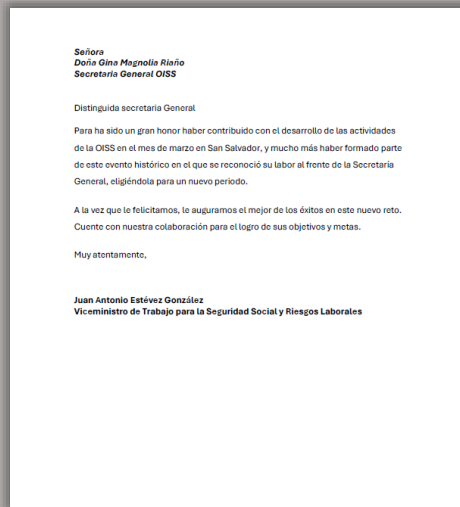 Señora
Doña Gina Magnolia Riaño
Secretaria General OISS
Distinguida secretaria General
Para ha sido un gran honor haber contribuido con el desarrollo de las actividades
de la OISS en el mes de marzo en San Salvador, y mucho más haber formado parte
de este evento histórico en el que se reconoció su labor al frente de la Secretaría
General, eligiéndola para un nuevo periodo.
A la vez que le felicitamos, le auguramos el mejor de los éxitos en este nuevo reto.
Cuente con nuestra colaboración para el logro de sus objetivos y metas.
Muy atentamente,
Juan Antonio Estévez González
Viceministro de Trabajo para la Seguridad Social y Riesgos Laborales